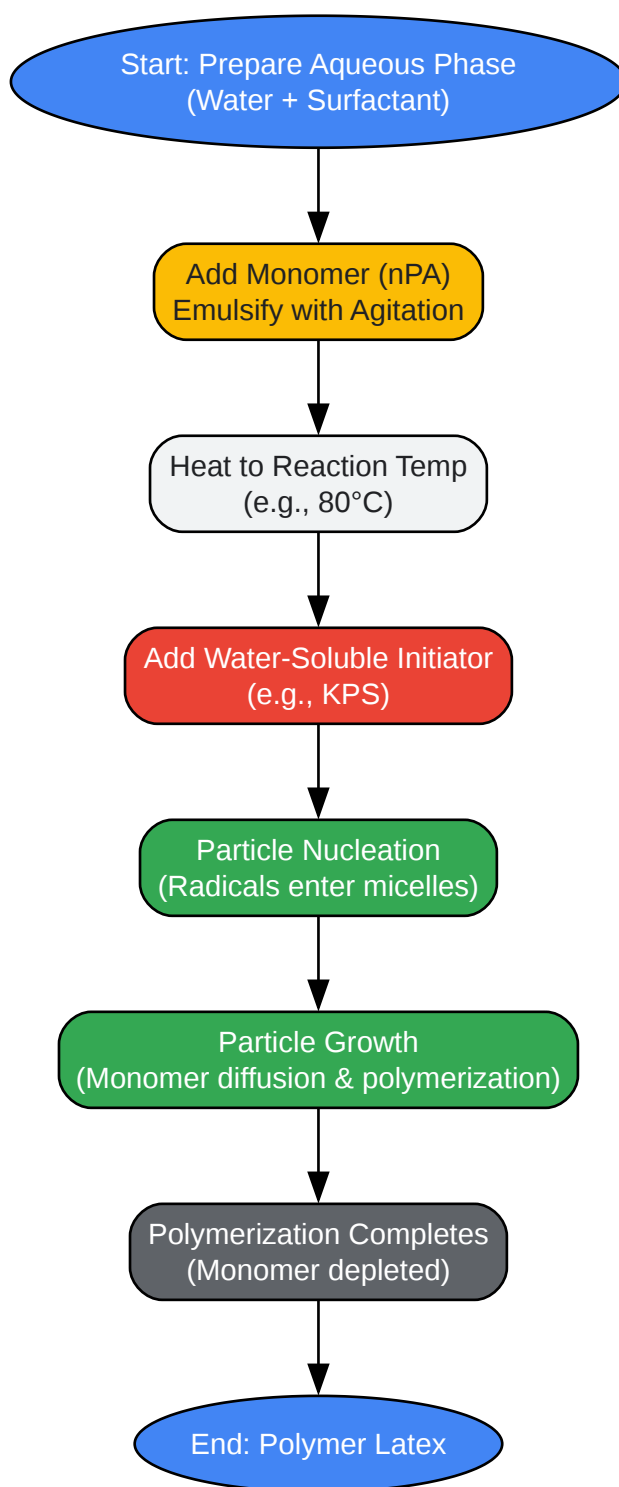 Start: Prepare Aqueous Phase
(Water + Surfactant)
Add Monomer (nPA)
Emulsify with Agitation
Heat to Reaction Temp
(e.g., 80°C)
Add Water-Soluble Initiator
(e.g., KPS)
Particle Nucleation
(Radicals enter micelles)
Particle Growth
(Monomer diffusion & polymerization)
Polymerization Completes
(Monomer depleted)
End: Polymer Latex